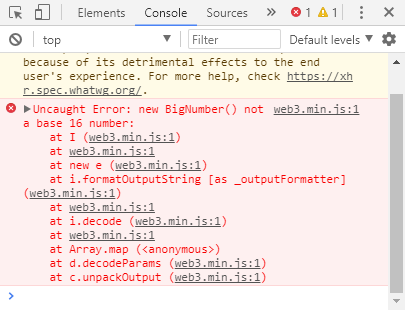 Elements Console Sources » 1 1
top Filter Default levels
because of its detrimental effects to the end
user's experience. For more help, check https://xh
r.spec.whatwg.org/.
Uncaught Error: new BigNumber() not web3.min.js:1
a base 16 number:
at I (web3.min.js:1)
at web3.min.js:1
at new e (web3.min.js:1)
at i.formatOutputString [as _outputFormatter]
(web3.min.js:1)
at web3.min.js:1
at i.decode (web3.min.js:1)
at web3.min.js:1
at Array.map (<anonymous>)
at d.decodeParams (web3.min.js:1)
at c.unpackOutput (web3.min.js:1)
>